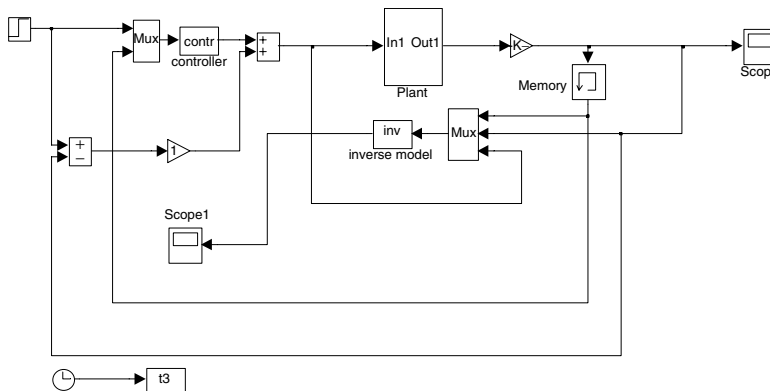 Mux
contr
controller
+
+
In1 Out1
Plant
K-
Scop
Memory
+
−
1
inv
inverse model
Mux
Scope1
t3